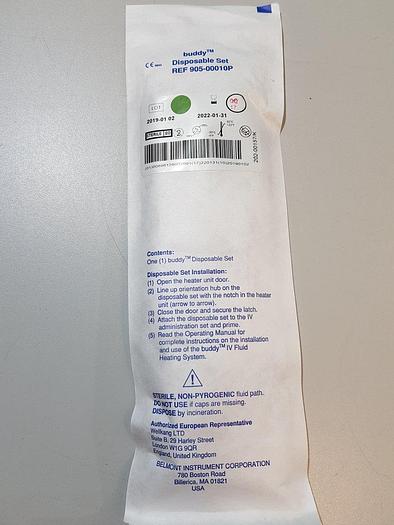 buddy™
Disposable Set
REF 905-00010P
LOT
2019-01 02
2022-01-31
STERILE
202-00157/K
Contents:
One (1) buddy™ Disposable Set
Disposable Set Installation:
(1) Open the heater unit door.
(2) Line up orientation hub on the
disposable set with the notch in the heater
unit (arrow to arrow).
(3) Close the door and secure the latch.
(4) Attach the disposable set to the IV
administration set and prime.
(5) Read the Operating Manual for
complete instructions on the installation
and use of the buddy™ IV Fluid
Heating System.
STERILE, NON-PYROGENIC fluid path.
DO NOT USE if caps are missing.
DISPOSE by incineration.
Authorized European Representative
Wellkang LTD
Suite B, 29 Harley Street
London W1G 9QR
England, United Kingdom
BELMONT INSTRUMENT CORPORATION
780 Boston Road
Billerica, MA 01821
USA